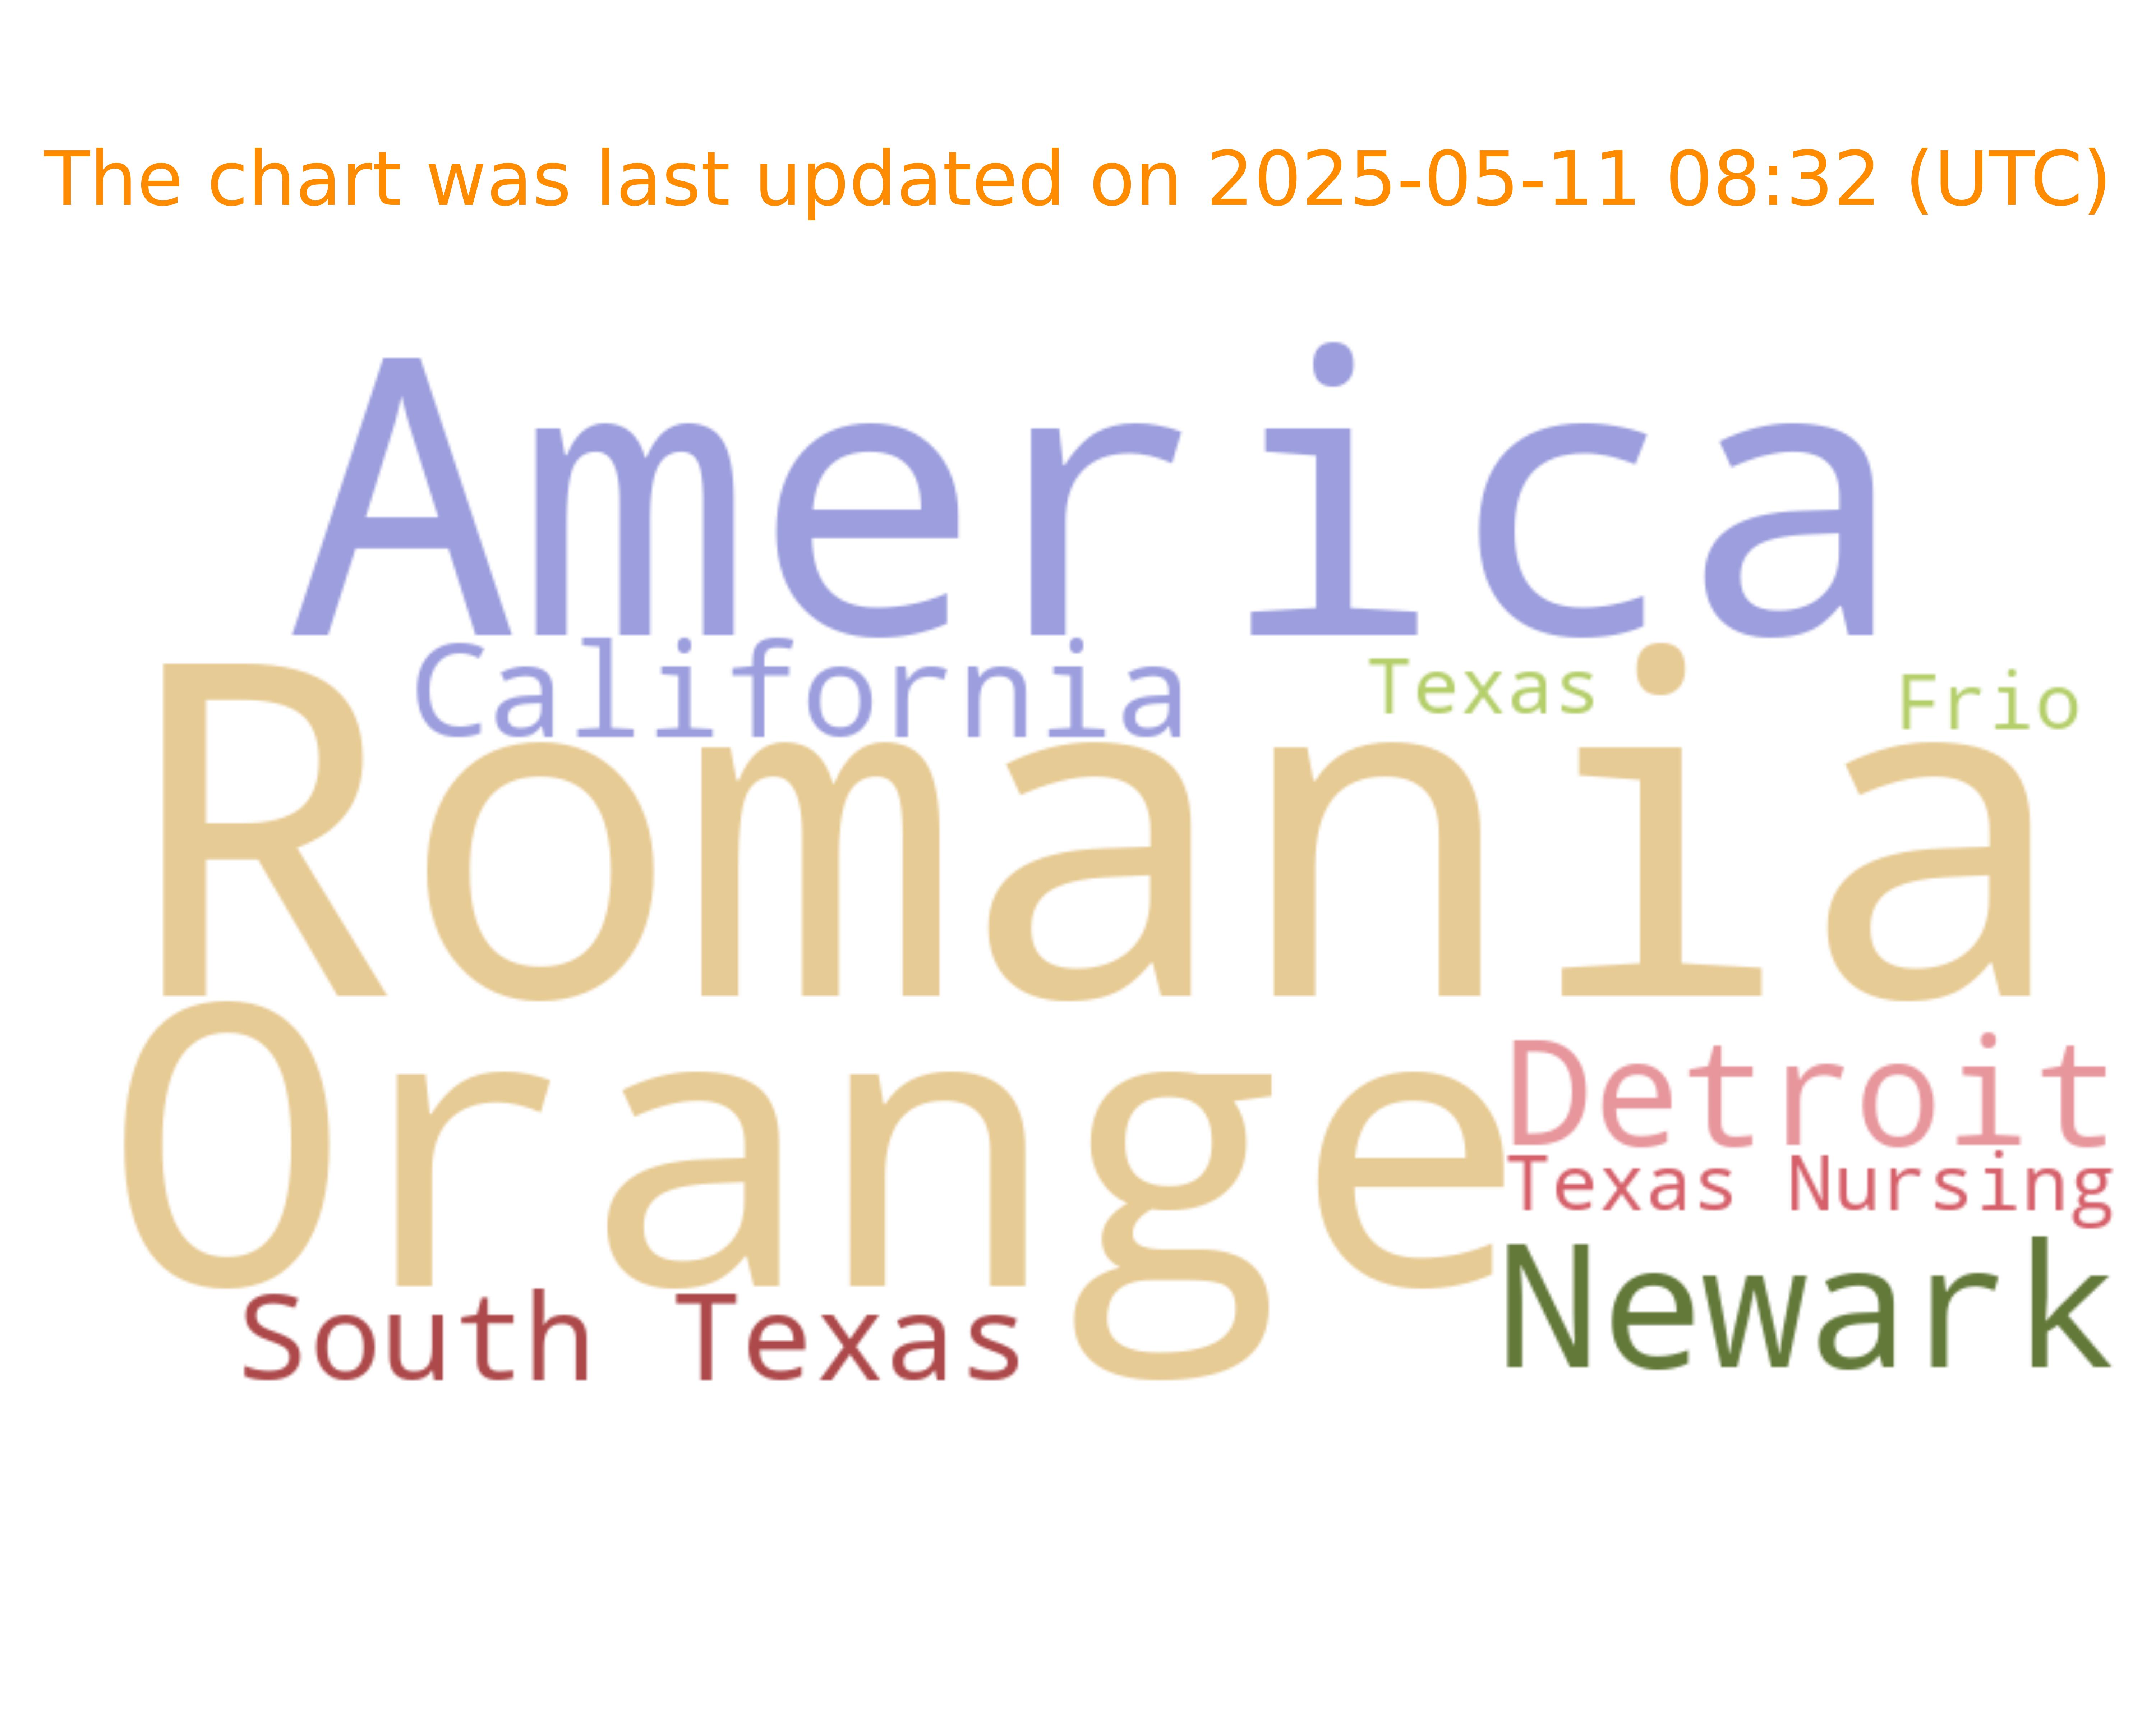 The chart was last updated on 2025-05-11 08:32 (UTC)
America
California
Texas
Frio
Romania
Orange
Detroit
Texas Nursing
Newark
South Texas